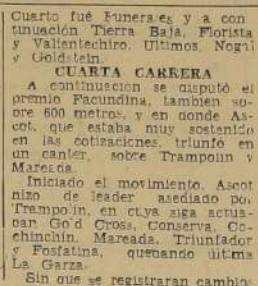 Cuarto fué Funerales y a con
tinuación Tierra Baja, Florista
y Valientechiro. Ultimos, Nogal
y Goldstein.
CUARTA CARRERA
A continuación se disputó el
premio Facundina, también so-
bre 600 metros, y en donde As-
cot, que estaba muy sostenido
en las cotizaciones, triunfó en
un canter, sobre Trampolín y
Mareada.
Iniciado el movimiento, Ascot
hizo de leader asediado por
Trampolín, en cuya siga actua-
ban Gold Cross, Conserva, Co-
chinchín, Mareada, Triunfador
y Fosfatina, quedando última
La Garza.
Sin que se registraran cambios